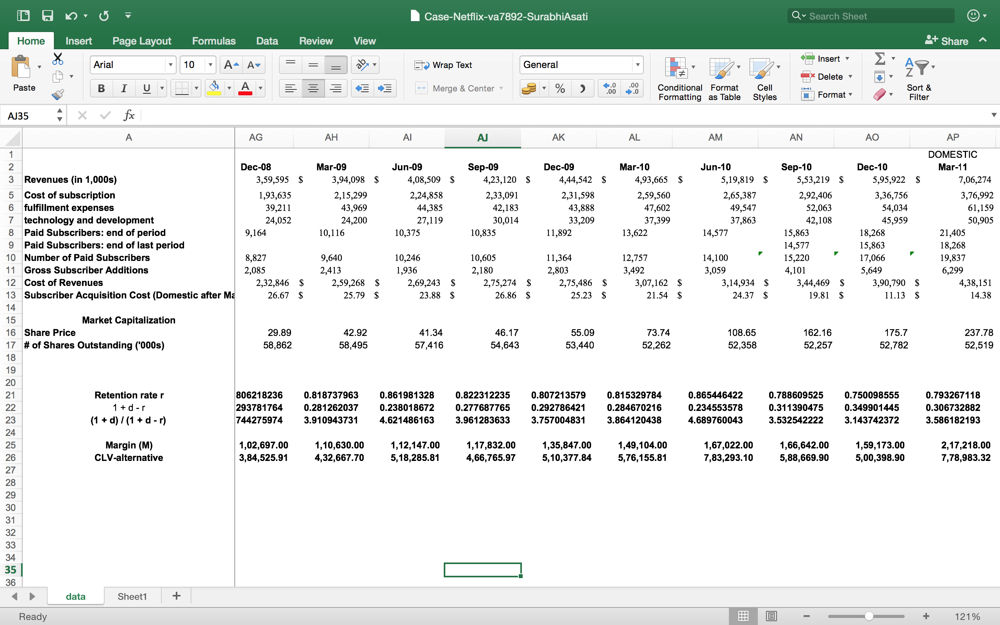 Case-Netflix-va7892-SurabhiAsati
Search Sheet
Home Insert Page Layout Formulas Data Review View
Share
Paste
Arial 10 A A
ab
Wrap Text
General
B I U A
Merge & Center
% .0 .00 .00 .0
Conditional Formatting
Format as Table
Cell Styles
Insert
Delete
Format
A Z
Sort & Filter
AJ35 fx
A AG AH AI AJ AK AL AM AN AO AP
1 DOMESTIC
2 Dec-08 Mar-09 Jun-09 Sep-09 Dec-09 Mar-10 Jun-10 Sep-10 Dec-10 Mar-11
3 Revenues (in 1,000s) 3,59,595 $ 3,94,098 $ 4,08,509 $ 4,23,120 $ 4,44,542 $ 4,93,665 $ 5,19,819 $ 5,53,219 $ 5,95,922 $ 7,06,274
5 Cost of subscription 1,93,635 2,15,299 2,24,858 2,33,091 2,31,598 2,59,560 2,65,387 2,92,406 3,36,756 3,76,992
6 fulfillment expenses 39,211 43,969 44,385 42,183 43,888 47,602 49,547 52,063 54,034 61,159
7 technology and development 24,052 24,200 27,119 30,014 33,209 37,399 37,863 42,108 45,959 50,905
8 Paid Subscribers: end of period 9,164 10,116 10,375 10,835 11,892 13,622 14,577 15,863 18,268 21,405
9 Paid Subscribers: end of last period 14,577 15,863 18,268
10 Number of Paid Subscribers 8,827 9,640 10,246 10,605 11,364 12,757 14,100 15,220 17,066 19,837
11 Gross Subscriber Additions 2,085 2,413 1,936 2,180 2,803 3,492 3,059 4,101 5,649 6,299
12 Cost of Revenues 2,32,846 $ 2,59,268 $ 2,69,243 $ 2,75,274 $ 2,75,486 $ 3,07,162 $ 3,14,934 $ 3,44,469 $ 3,90,790 $ 4,38,151
13 Subscriber Acquisition Cost (Domestic after Ma 26.67 $ 25.79 $ 23.88 $ 26.86 $ 25.23 $ 21.54 $ 24.37 $ 19.81 $ 11.13 $ 14.38
14
15 Market Capitalization
16 Share Price 29.89 42.92 41.34 46.17 55.09 73.74 108.65 162.16 175.7 237.78
17 # of Shares Outstanding ('000s) 58,862 58,495 57,416 54,643 53,440 52,262 52,358 52,257 52,782 52,519
18
19
20
21 Retention rate r 806218236 0.818737963 0.861981328 0.822312235 0.807213579 0.815329784 0.865446422 0.788609525 0.750098555 0.793267118
22 1 + d - r 293781764 0.281262037 0.238018672 0.277687765 0.292786421 0.284670216 0.234553578 0.311390475 0.349901445 0.306732882
23 (1 + d) / (1 + d - r) 744275974 3.910943731 4.621486163 3.961283633 3.757004831 3.864120438 4.689760043 3.532542222 3.143742372 3.586182193
24
25 Margin (M) 1,02,697.00 1,10,630.00 1,12,147.00 1,17,832.00 1,35,847.00 1,49,104.00 1,67,022.00 1,66,642.00 1,59,173.00 2,17,218.00
26 CLV-alternative 3,84,525.91 4,32,667.70 5,18,285.81 4,66,765.97 5,10,377.84 5,76,155.81 7,83,293.10 5,88,669.90 5,00,398.90 7,78,983.32
27
28
29
30
31
32
33
34
35
36
data Sheet1 +
Ready 121%